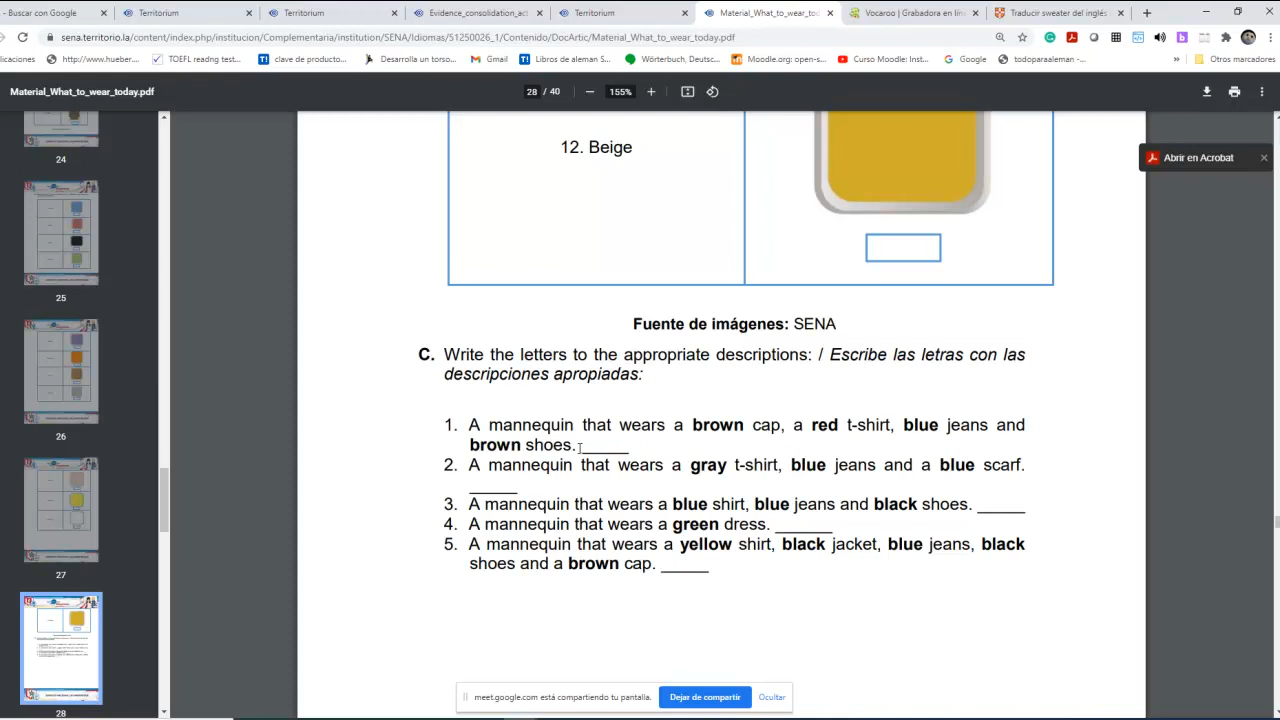 - Buscar con Google
Territorium
Territorium
Evidence_consolidation_act
Territorium
Material_What_to_wear_to
Vocaroo | Grabadora en lín
Traducir sweater del inglés
sena.territorio.la/content/index.php/institucion/Complementaria/institution/SENA/Idiomas/51250026_1/Contenido/DocArtic/Material_What_to_wear_today.pdf
licaciones
http://www.hueber...
TOEFL readng test...
clave de producto...
Desarolla un torso...
Gmail
Libros de aleman S...
Wörterbuch, Deutsc...
Moodle.org: open-s...
Curso Moodle: Inst...
Google
todoparaaleman -...
Otros marcadores
Material_What_to_wear_today.pdf
28 / 40
155%
Abrir en Acrobat
24
25
26
27
28
12. Beige
Fuente de imágenes: SENA
C. Write the letters to the appropriate descriptions: / Escribe las letras con las
descripciones apropiadas:
1. A mannequin that wears a brown cap, a red t-shirt, blue jeans and
brown shoes. _____
2. A mannequin that wears a gray t-shirt, blue jeans and a blue scarf.
_____
3. A mannequin that wears a blue shirt, blue jeans and black shoes. _____
4. A mannequin that wears a green dress. ______
5. A mannequin that wears a yellow shirt, black jacket, blue jeans, black
shoes and a brown cap. _____
meet.google.com está compartiendo tu pantalla.
Dejar de compartir
Ocultar